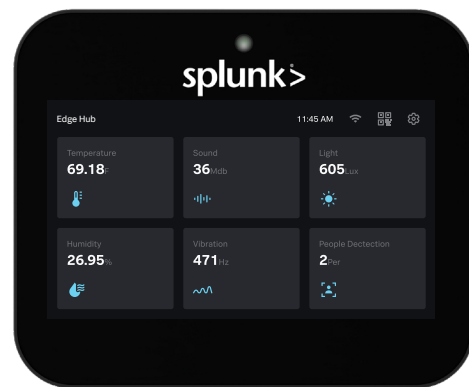 splunk>
Edge Hub 11:45 AM
Temperature Sound Light
69.18F 36Mdb 605Lux
Humidity Vibration People Dectection
26.95% 471Hz 2Per